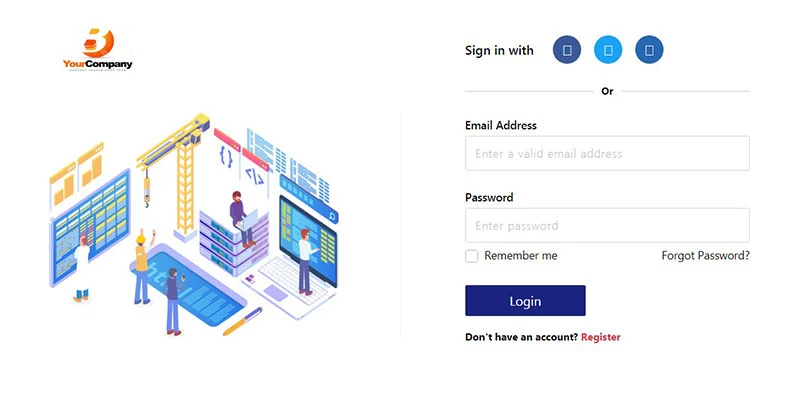 YourCompany
Sign in with
Or
Email Address
Enter a valid email address
Password
Enter password
Remember me
Forgot Password?
Login
Don't have an account? Register
{}
</>
html